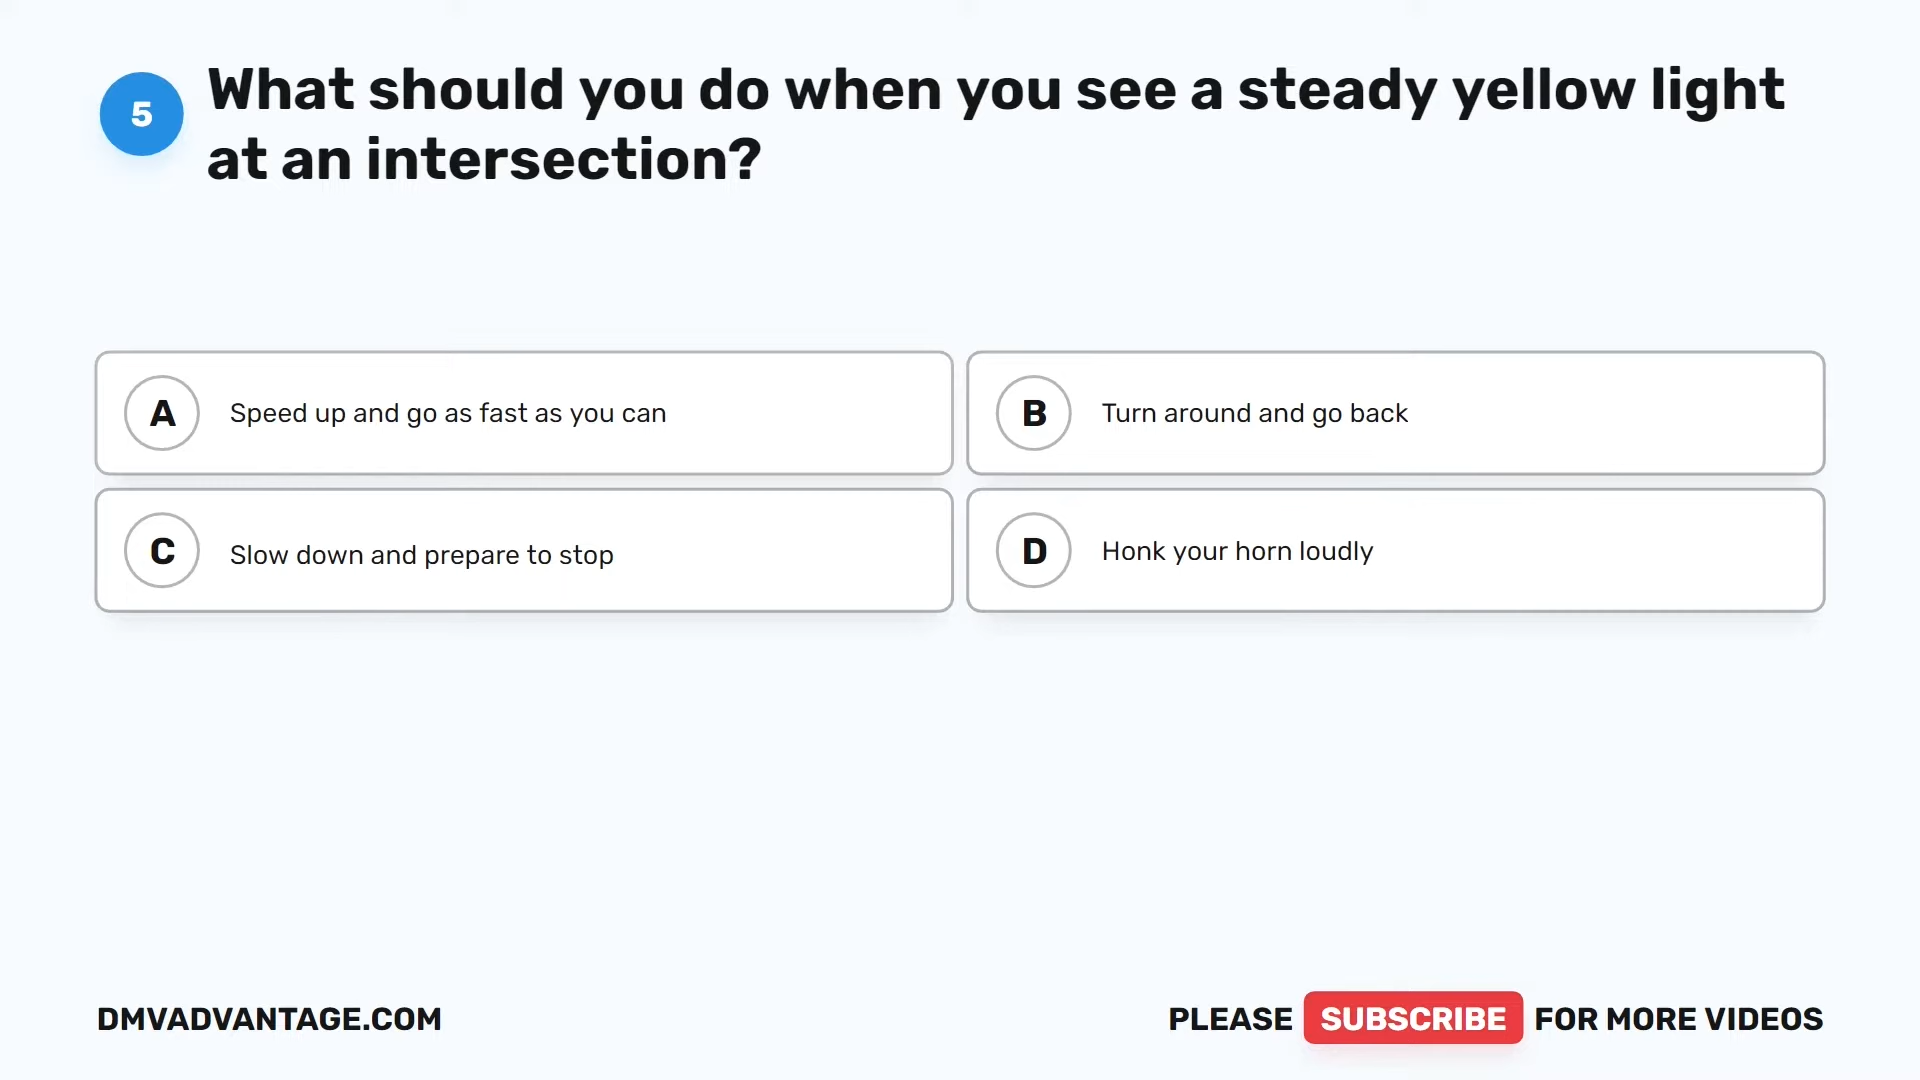 5
What should you do when you see a steady yellow light
at an intersection?
A
Speed up and go as fast as you can
B
Turn around and go back
C
Slow down and prepare to stop
D
Honk your horn loudly
DMVADVANTAGE.COM
PLEASE SUBSCRIBE FOR MORE VIDEOS